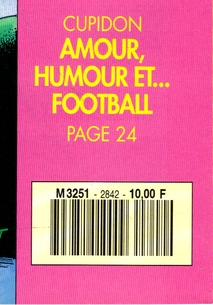 CUPIDON
AMOUR,
HUMOUR ET...
FOOTBALL
PAGE 24
M 3251 - 2842 - 10,00 F